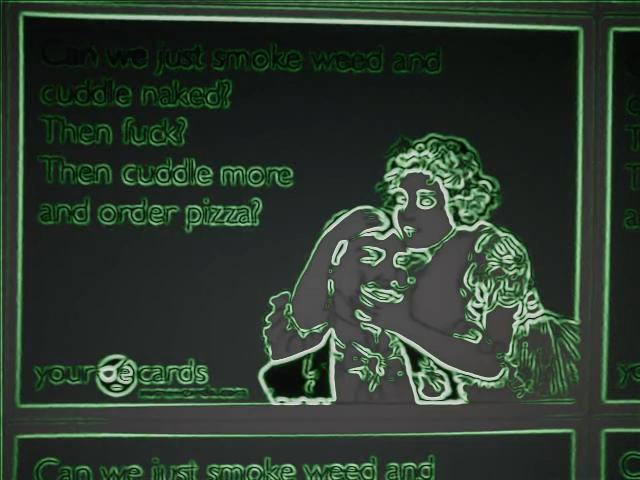 Can we just smoke weed and
cuddle naked?
Then fuck?
Then cuddle more
and order pizza?
your cards
Can we just smoke weed and